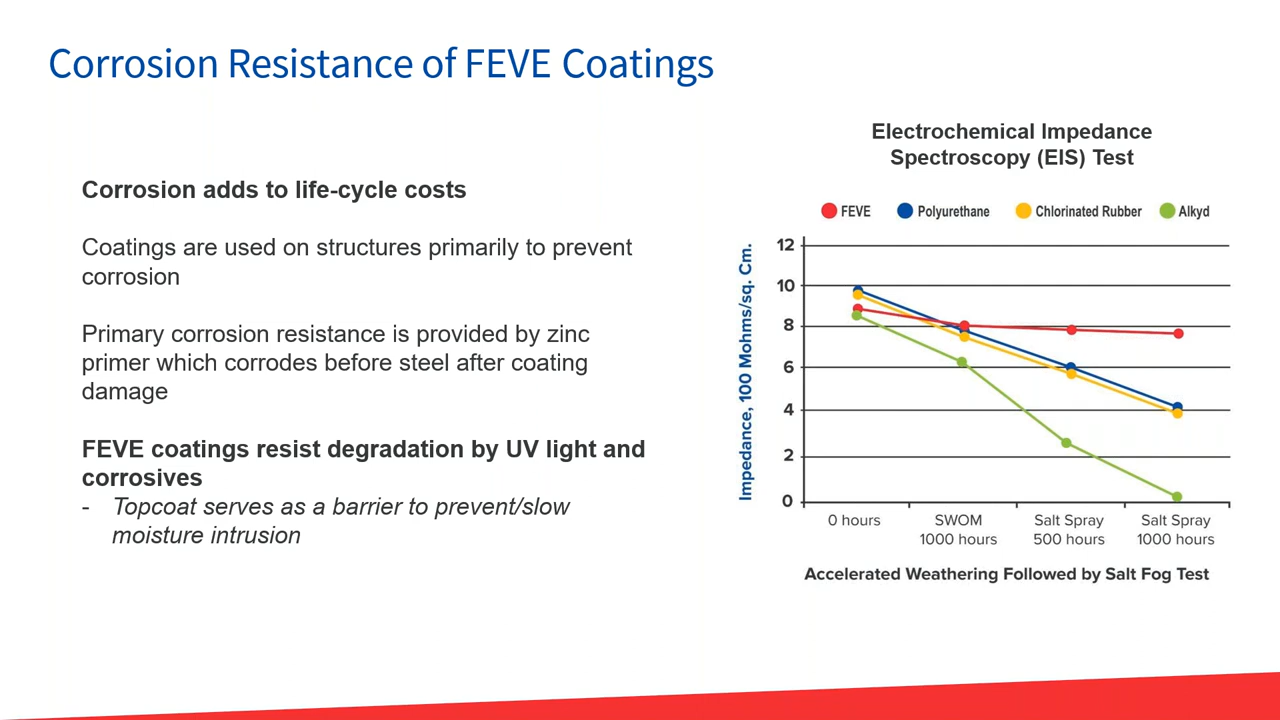 Corrosion Resistance of FEVE Coatings
Corrosion adds to life-cycle costs
Coatings are used on structures primarily to prevent
corrosion
Primary corrosion resistance is provided by zinc
primer which corrodes before steel after coating
damage
FEVE coatings resist degradation by UV light and
corrosives
- Topcoat serves as a barrier to prevent/slow
moisture intrusion
Electrochemical Impedance
Spectroscopy (EIS) Test
FEVE Polyurethane Chlorinated Rubber Alkyd
Impedance, 100 Mohms/sq. Cm.
12
10
8
6
4
2
0
0 hours
SWOM
1000 hours
Salt Spray
500 hours
Salt Spray
1000 hours
Accelerated Weathering Followed by Salt Fog Test